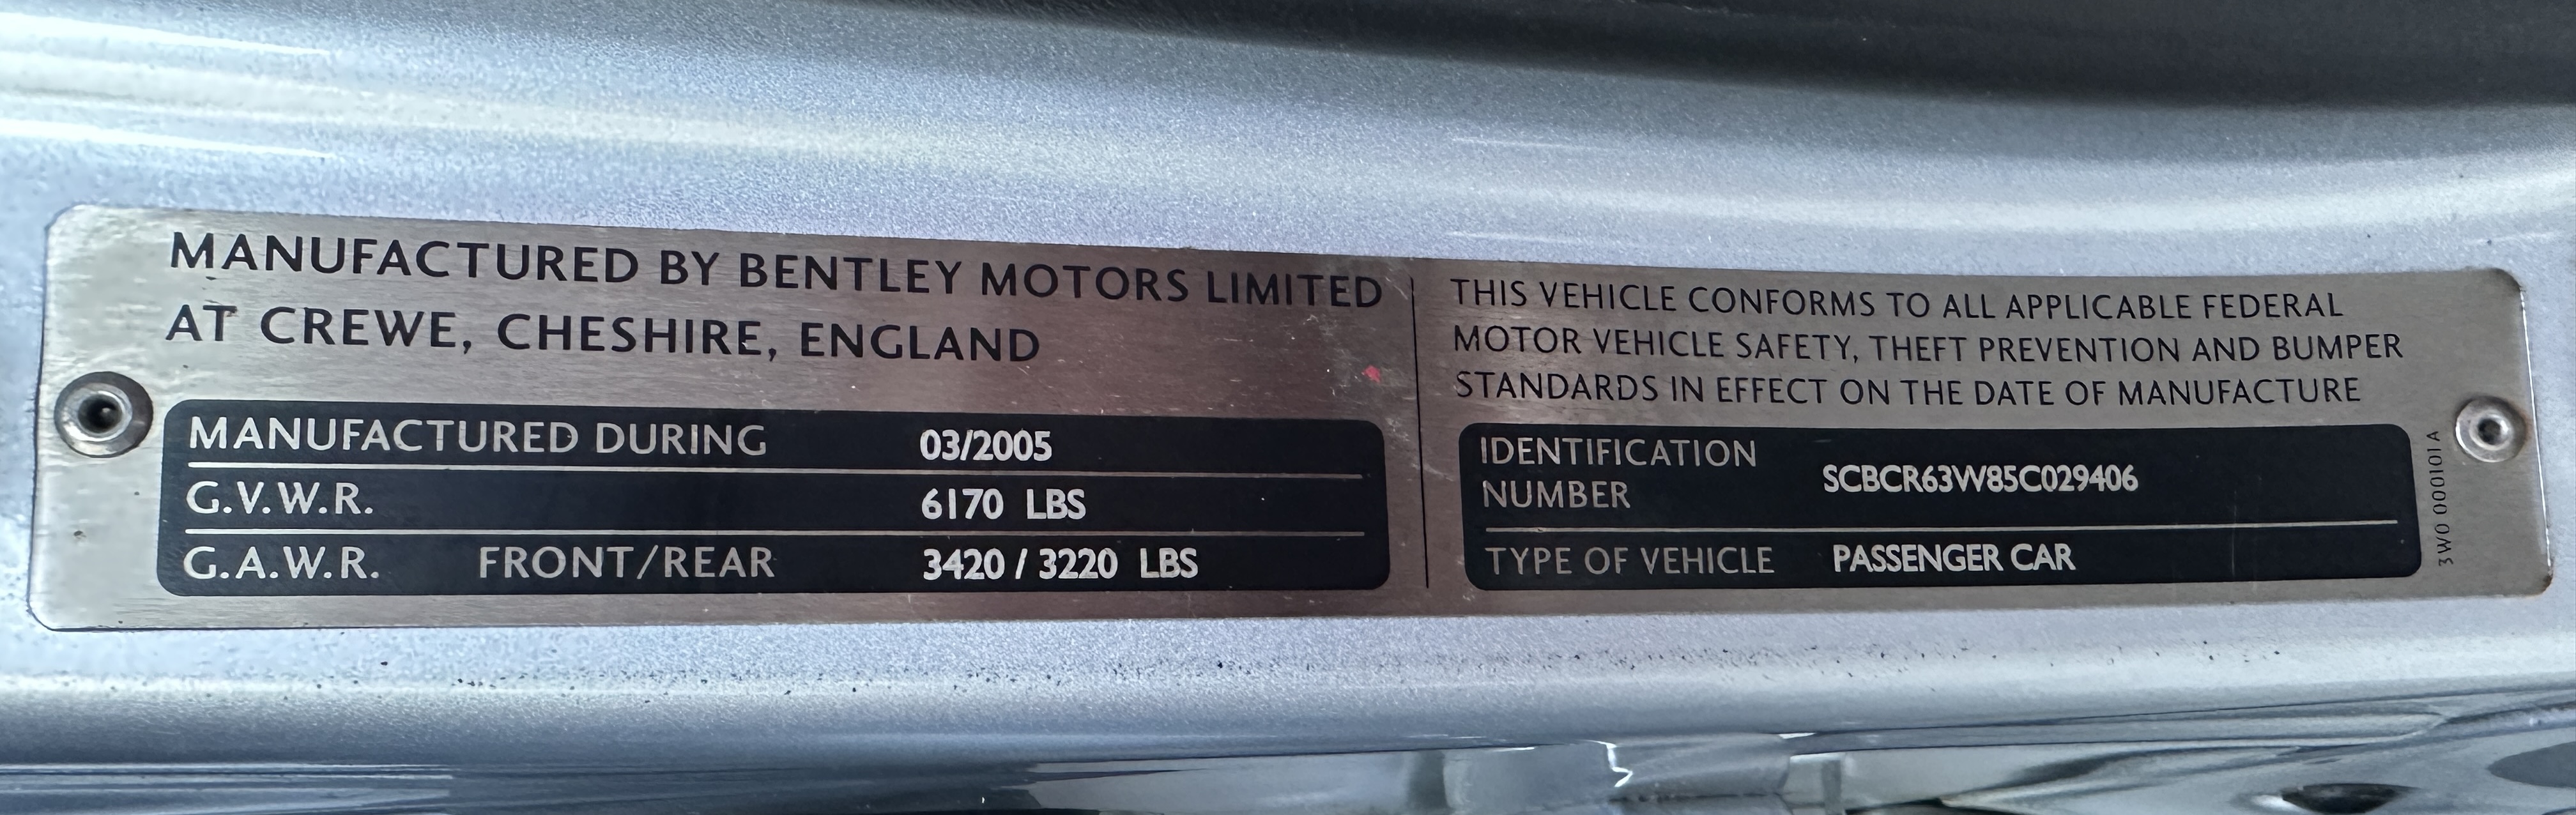 MANUFACTURED BY BENTLEY MOTORS LIMITED
AT CREWE, CHESHIRE, ENGLAND
MANUFACTURED DURING 03/2005
G.V.W.R. 6170 LBS
G.A.W.R. FRONT/REAR 3420 / 3220 LBS
THIS VEHICLE CONFORMS TO ALL APPLICABLE FEDERAL
MOTOR VEHICLE SAFETY, THEFT PREVENTION AND BUMPER
STANDARDS IN EFFECT ON THE DATE OF MANUFACTURE
IDENTIFICATION
NUMBER SCBCR63W85C029406
TYPE OF VEHICLE PASSENGER CAR
3W0 000101 A